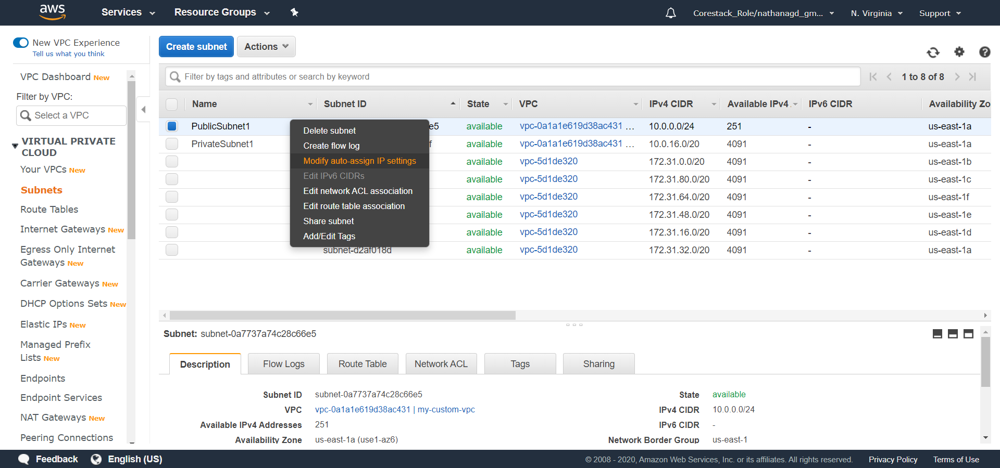 aws Services Resource Groups Corestack_Role/nathanagd_gm... N. Virginia Support
New VPC Experience
Tell us what you think
Create subnet Actions
VPC Dashboard New
Filter by VPC:
Select a VPC
VIRTUAL PRIVATE
CLOUD
Your VPCs New
Subnets
Route Tables
Internet Gateways New
Egress Only Internet
Gateways New
Carrier Gateways New
DHCP Options Sets New
Elastic IPs New
Managed Prefix
Lists New
Endpoints
Endpoint Services
NAT Gateways New
Peering Connections
Filter by tags and attributes or search by keyword
1 to 8 of 8
Name Subnet ID State VPC IPv4 CIDR Available IPv4 IPv6 CIDR Availability Zo
PublicSubnet1 e5 available vpc-0a1a1e619d38ac431 ... 10.0.0.0/24 251 - us-east-1a
PrivateSubnet1 f available vpc-0a1a1e619d38ac431 ... 10.0.16.0/20 4091 - us-east-1a
available vpc-5d1de320 172.31.0.0/20 4091 - us-east-1b
available vpc-5d1de320 172.31.80.0/20 4091 - us-east-1c
available vpc-5d1de320 172.31.64.0/20 4091 - us-east-1f
available vpc-5d1de320 172.31.48.0/20 4091 - us-east-1e
available vpc-5d1de320 172.31.16.0/20 4091 - us-east-1d
subnet-d2af018d available vpc-5d1de320 172.31.32.0/20 4091 - us-east-1a
Delete subnet
Create flow log
Modify auto-assign IP settings
Edit IPv6 CIDRs
Edit network ACL association
Edit route table association
Share subnet
Add/Edit Tags
Subnet: subnet-0a7737a74c28c66e5
Description Flow Logs Route Table Network ACL Tags Sharing
Subnet ID subnet-0a7737a74c28c66e5 State available
VPC vpc-0a1a1e619d38ac431 | my-custom-vpc IPv4 CIDR 10.0.0.0/24
Available IPv4 Addresses 251 IPv6 CIDR -
Availability Zone us-east-1a (use1-az6) Network Border Group us-east-1
Feedback English (US) © 2008 - 2020, Amazon Web Services, Inc. or its affiliates. All rights reserved. Privacy Policy Terms of Use